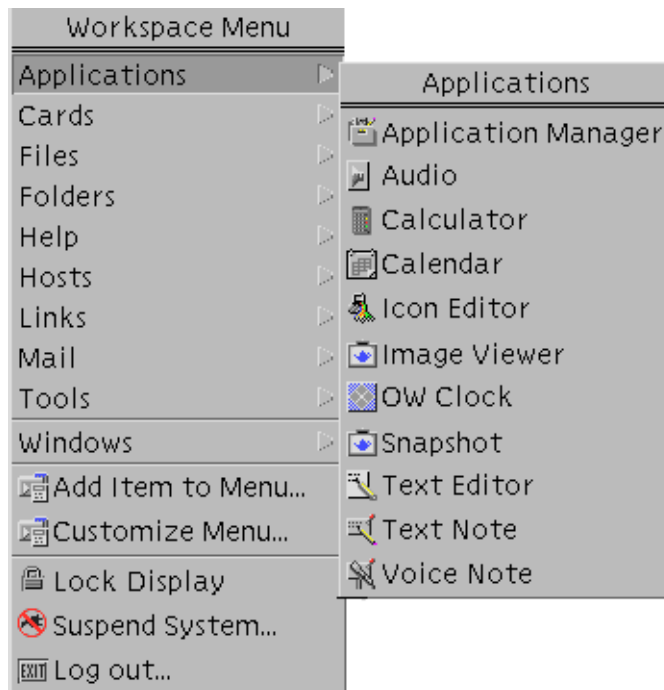 Workspace Menu
Applications
Cards
Files
Folders
Help
Hosts
Links
Mail
Tools
Windows
Add Item to Menu...
Customize Menu...
Lock Display
Suspend System...
EXIT Log out...
Applications
Application Manager
Audio
Calculator
Calendar
Icon Editor
Image Viewer
OW Clock
Snapshot
Text Editor
Text Note
Voice Note